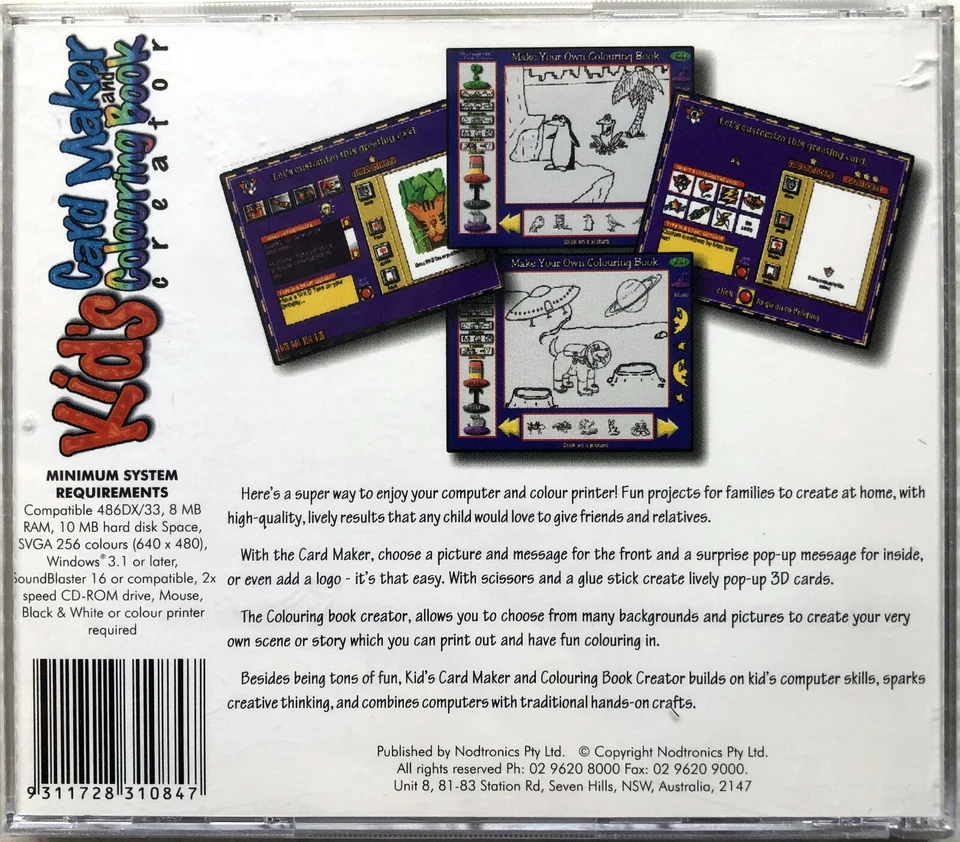 Kid's Card Maker and Colouring Book creator
Let's customize this greeting card
Make Your Own Colouring Book
Click on a picture
Let's customize this greeting card
click to go on to Printing
Make Your Own Colouring Book
Click on a picture
MINIMUM SYSTEM
REQUIREMENTS
Compatible 486DX/33, 8 MB
RAM, 10 MB hard disk Space,
SVGA 256 colours (640 x 480),
Windows® 3.1 or later,
SoundBlaster 16 or compatible, 2x
speed CD-ROM drive, Mouse,
Black & White or colour printer
required
Here's a super way to enjoy your computer and colour printer! Fun projects for families to create at home, with
high-quality, lively results that any child would love to give friends and relatives.
With the Card Maker, choose a picture and message for the front and a surprise pop-up message for inside,
or even add a logo - it's that easy. With scissors and a glue stick create lively pop-up 3D cards.
The Colouring book creator, allows you to choose from many backgrounds and pictures to create your very
own scene or story which you can print out and have fun colouring in.
Besides being tons of fun, Kid's Card Maker and Colouring Book Creator builds on kid's computer skills, sparks
creative thinking, and combines computers with traditional hands-on crafts.
Published by Nodtronics Pty Ltd. © Copyright Nodtronics Pty Ltd.
All rights reserved Ph: 02 9620 8000 Fax: 02 9620 9000.
Unit 8, 81-83 Station Rd, Seven Hills, NSW, Australia, 2147
9 311728 310847